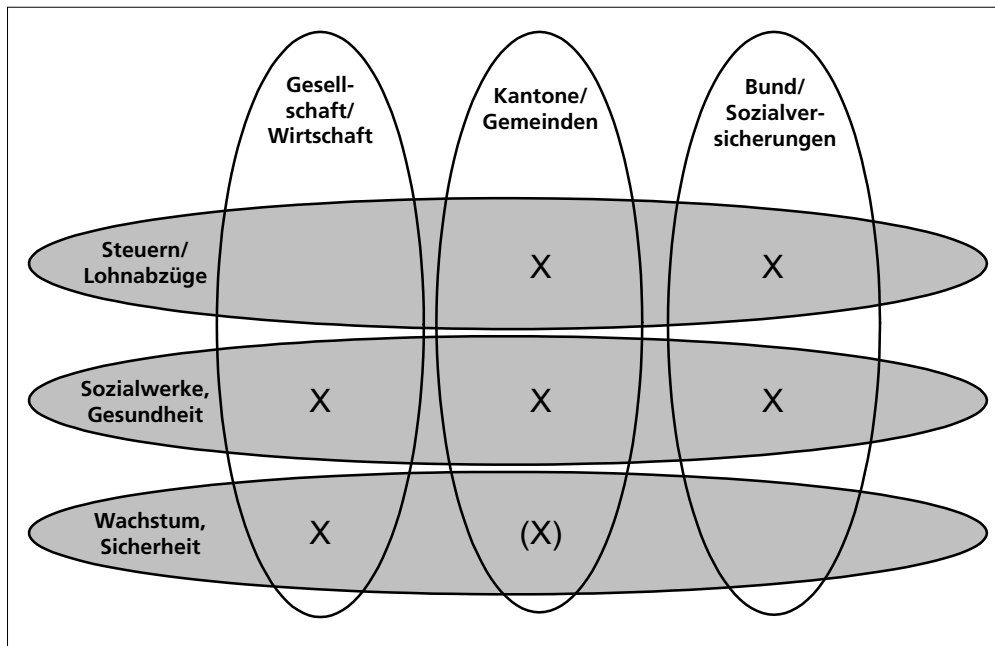 Gesell-
schaft/
Wirtschaft
Kantone/
Gemeinden
Bund/
Sozialver-
sicherungen
Steuern/
Lohnabzüge
X
X
Sozialwerke,
Gesundheit
X
X
X
Wachstum,
Sicherheit
X
(X)